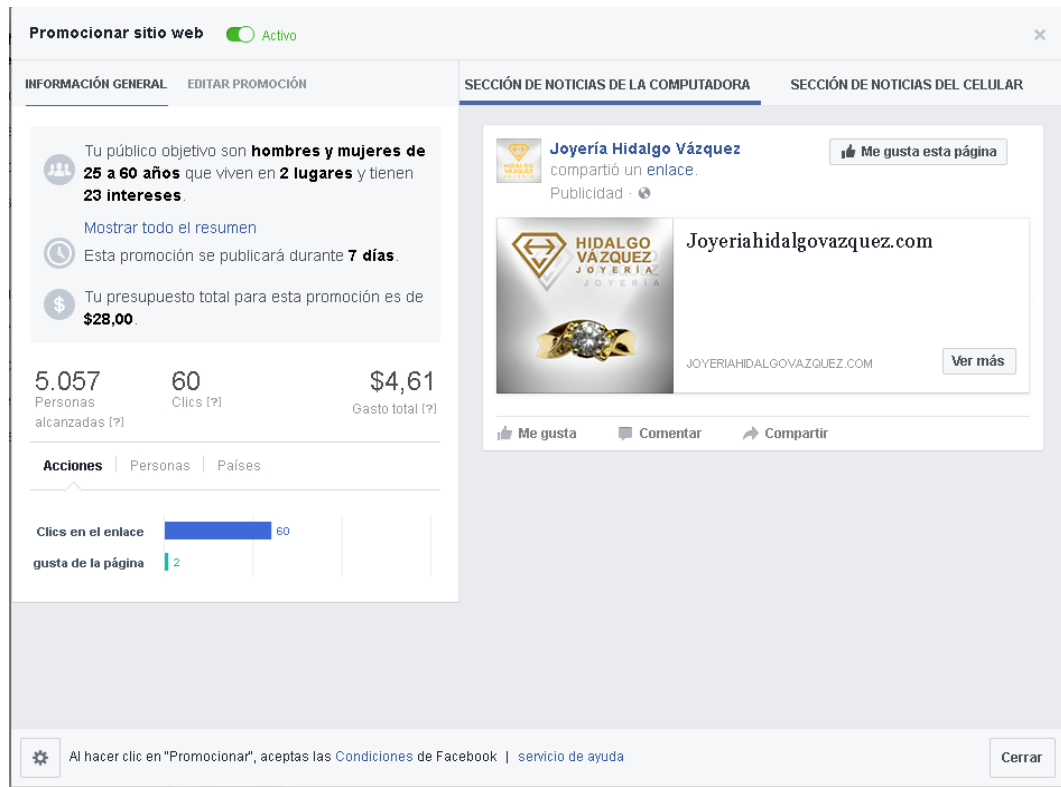 Promocionar sitio web Activo
INFORMACIÓN GENERAL EDITAR PROMOCIÓN
SECCIÓN DE NOTICIAS DE LA COMPUTADORA SECCIÓN DE NOTICIAS DEL CELULAR
Tu público objetivo son hombres y mujeres de
25 a 60 años que viven en 2 lugares y tienen
23 intereses.
Mostrar todo el resumen
Esta promoción se publicará durante 7 días.
Tu presupuesto total para esta promoción es de
$28,00.
5.057 60 $4,61
Personas alcanzadas [?] Clics [?] Gasto total [?]
Acciones Personas Países
Clics en el enlace 60
gusta de la página 2
HIDALGO
VÁZQUEZ
JOYERÍA
Joyería Hidalgo Vázquez
compartió un enlace.
Publicidad ·
Me gusta esta página
HIDALGO
VÁZQUEZ
JOYERÍA
JOYERIA
Joyeriahidalgovazquez.com
JOYERIAHIDALGOVAZQUEZ.COM Ver más
Me gusta Comentar Compartir
Al hacer clic en "Promocionar", aceptas las Condiciones de Facebook | servicio de ayuda
Cerrar